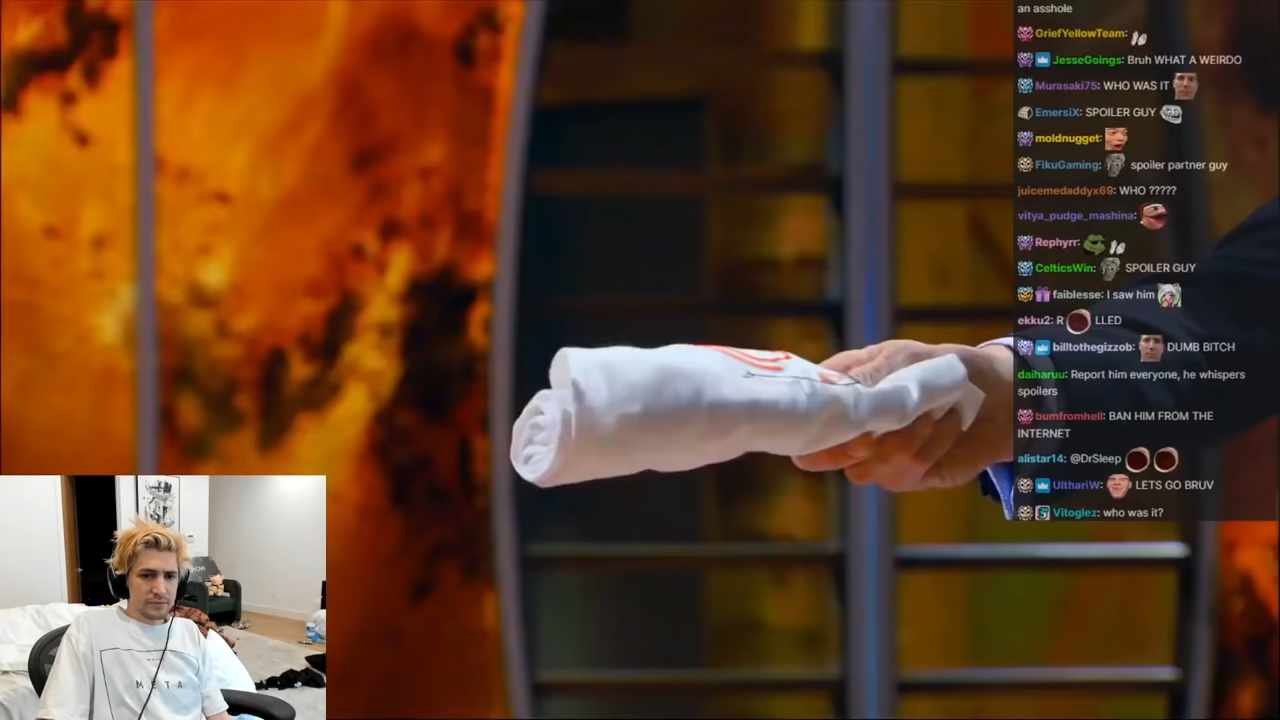 an asshole
GriefYellowTeam:
JesseGoings: Bruh WHAT A WEIRDO
Murasaki75: WHO WAS IT
EmersiX: SPOILER GUY
moldnugget:
FikuGaming: spoiler partner guy
juicemedaddyx69: WHO ?????
vitya_pudge_mashina:
Rephyrr:
CelticsWin: SPOILER GUY
faiblesse: I saw him
ekku2: R LLED
billtothegizzob: DUMB BITCH
daiharuu: Report him everyone, he whispers
spoilers
bumfromhell: BAN HIM FROM THE
INTERNET
alistar14: @DrSleep
UlthariW: LETS GO BRUV
Vitoglez: who was it?
META